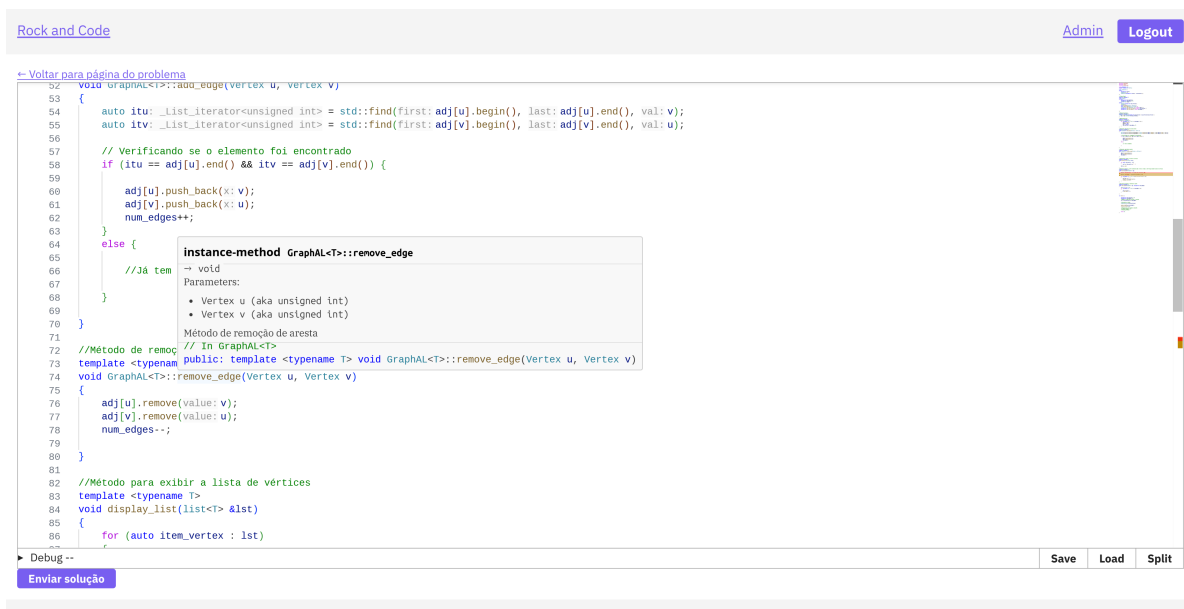 Rock and Code
Admin
Logout
← Voltar para página do problema
52 void GraphAL<T>::add_edge(Vertex u, Vertex v)
53 {
54 auto itu: _List_iterator<unsigned int> = std::find(first: adj[u].begin(), last: adj[u].end(), val: v);
55 auto itv: _List_iterator<unsigned int> = std::find(first: adj[v].begin(), last: adj[v].end(), val: u);
56
57 // Verificando se o elemento foi encontrado
58 if (itu == adj[u].end() && itv == adj[v].end()) {
59
60 adj[u].push_back(x: v);
61 adj[v].push_back(x: u);
62 num_edges++;
63 }
64 else {
65
66 //Já tem
67
68 }
69
70 }
71
72 //Método de remoç
73 template <typenam
74 void GraphAL<T>::remove_edge(Vertex u, Vertex v)
75 {
76 adj[u].remove(value: v);
77 adj[v].remove(value: u);
78 num_edges--;
79
80 }
81
82 //Método para exibir a lista de vértices
83 template <typename T>
84 void display_list(list<T> &lst)
85 {
86 for (auto item_vertex : lst)
instance-method GraphAL<T>::remove_edge
→ void
Parameters:
• Vertex u (aka unsigned int)
• Vertex v (aka unsigned int)
Método de remoção de aresta
// In GraphAL<T>
public: template <typename T> void GraphAL<T>::remove_edge(Vertex u, Vertex v)
► Debug --
Save
Load
Split
Enviar solução